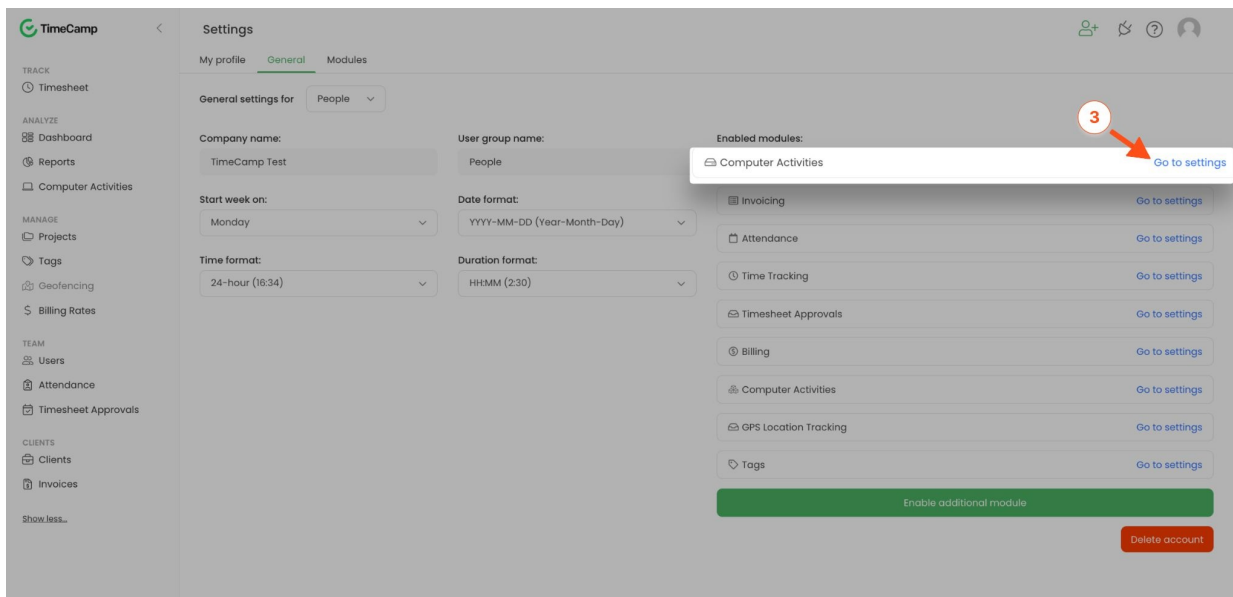 TimeCamp
TRACK
Timesheet
ANALYZE
Dashboard
Reports
Computer Activities
MANAGE
Projects
Tags
Geofencing
Billing Rates
TEAM
Users
Attendance
Timesheet Approvals
CLIENTS
Clients
Invoices
Show less...
Settings
My profile General Modules
General settings for People
Company name:
TimeCamp Test
User group name:
People
Start week on:
Monday
Date format:
YYYY-MM-DD (Year-Month-Day)
Time format:
24-hour (16:34)
Duration format:
HH:MM (2:30)
3
Enabled modules:
Computer Activities Go to settings
Invoicing Go to settings
Attendance Go to settings
Time Tracking Go to settings
Timesheet Approvals Go to settings
Billing Go to settings
Computer Activities Go to settings
GPS Location Tracking Go to settings
Tags Go to settings
Enable additional module
Delete account